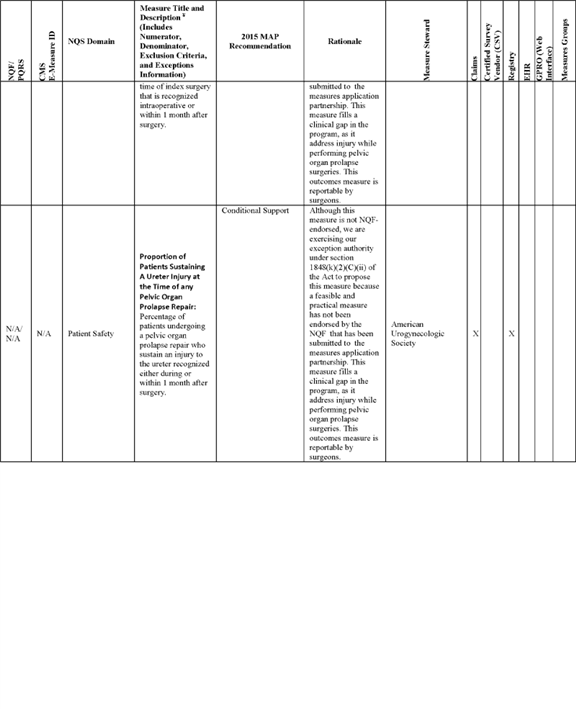 NQF/
PQRS
CMS
E-Measure ID
NQS Domain
Measure Title and
Description ¥
(Includes
Numerator,
Denominator,
Exclusion Criteria,
and Exceptions
Information)
2015 MAP
Recommendation
Rationale
Measure Steward
Claims
Certified Survey
Vendor (CSV)
Registry
EHR
GPRO (Web
Interface)
Measures Groups
time of index surgery
that is recognized
intraoperative or
within 1 month after
surgery.
submitted to the
measures application
partnership. This
measure fills a
clinical gap in the
program, as it
address injury while
performing pelvic
organ prolapse
surgeries. This
outcomes measure is
reportable by
surgeons.
N/A/
N/A
N/A
Patient Safety
Proportion of
Patients Sustaining
A Ureter Injury at
the Time of any
Pelvic Organ
Prolapse Repair:
Percentage of
patients undergoing
a pelvic organ
prolapse repair who
sustain an injury to
the ureter recognized
either during or
within 1 month after
surgery.
Conditional Support
Although this
measure is not NQF-
endorsed, we are
exercising our
exception authority
under section
1848(k)(2)(C)(ii) of
the Act to propose
this measure because
a feasible and
practical measure
has not been
endorsed by the
NQF that has been
submitted to the
measures application
partnership. This
measure fills a
clinical gap in the
program, as it
address injury while
performing pelvic
organ prolapse
surgeries. This
outcomes measure is
reportable by
surgeons.
American
Urogynecologic
Society
X
X